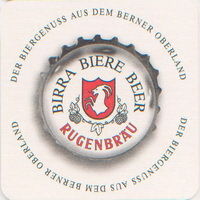 DER BIERGENUSS AUS DEM BERNER OBERLAND
BIRRA BIERE BEER
RUGENBRÄU
DER BIERGENUSS AUS DEM BERNER OBERLAND